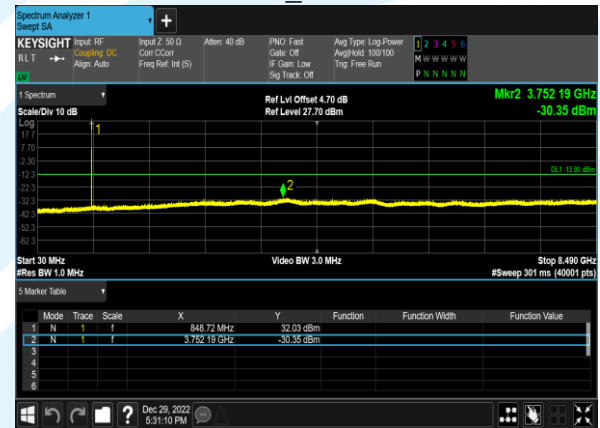 Spectrum Analyzer 1
Swept SA
+
KEYSIGHT Input: RF Input Z: 50 Ω Atten: 40 dB PNO: Fast Avg Type: Log-Power 1 2 3 4 5 6
RLT Coupling: DC Corr CCorr Gate: Off Avg|Hold: 100/100 M W W W W W
Align: Auto Freq Ref: Int (S) IF Gain: Low Trig: Free Run
Sig Track: Off P N N N N N
1 Spectrum
Ref Lvl Offset 4.70 dB Mkr2 3.752 19 GHz
Scale/Div 10 dB Ref Level 27.70 dBm -30.35 dBm
Log
17.7
7.70
-2.30
-12.3
-22.3
-32.3
-42.3
-52.3
-62.3
1
DL1 -13.00 dBm
2
Start 30 MHz Video BW 3.0 MHz Stop 8.490 GHz
#Res BW 1.0 MHz #Sweep 301 ms (40001 pts)
5 Marker Table
Mode Trace Scale X Y Function Function Width Function Value
1 N 1 f 848.72 MHz 32.03 dBm
2 N 1 f 3.752 19 GHz -30.35 dBm
3
4
5
6
? Dec 29, 2022
5:31:10 PM